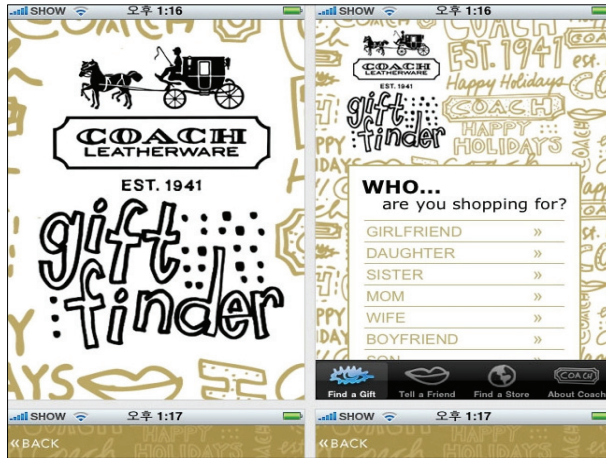 SHOW 오후 1:16
COACH
LEATHERWARE
EST. 1941
gift
finder
SHOW 오후 1:16
COACH
LEATHERWARE
EST. 1941
gift
finder
EST. 1941
est.
Happy Holidays
COACH
HAPPY
HOLIDAYS
WHO...
are you shopping for?
GIRLFRIEND »
DAUGHTER »
SISTER »
MOM »
WIFE »
BOYFRIEND »
SON
Find a Gift Tell a Friend Find a Store About Coach
SHOW 오후 1:17
«BACK
SHOW 오후 1:17
«BACK